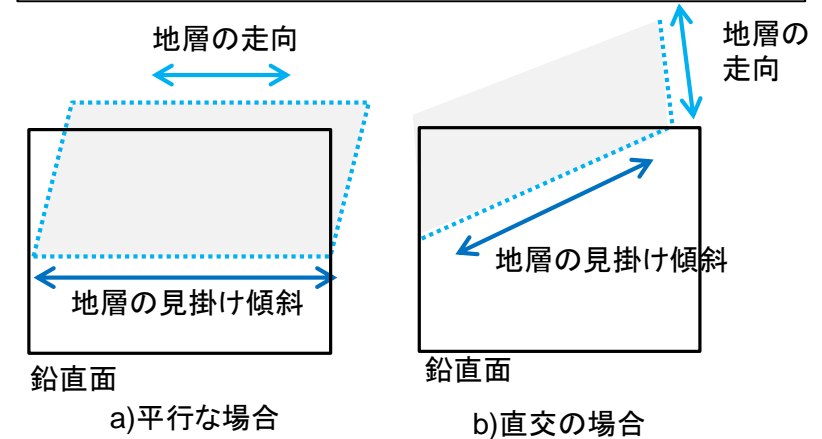 地層の走向
地層の
走向
地層の見掛け傾斜
地層の見掛け傾斜
鉛直面
鉛直面
a)平行な場合
b)直交の場合